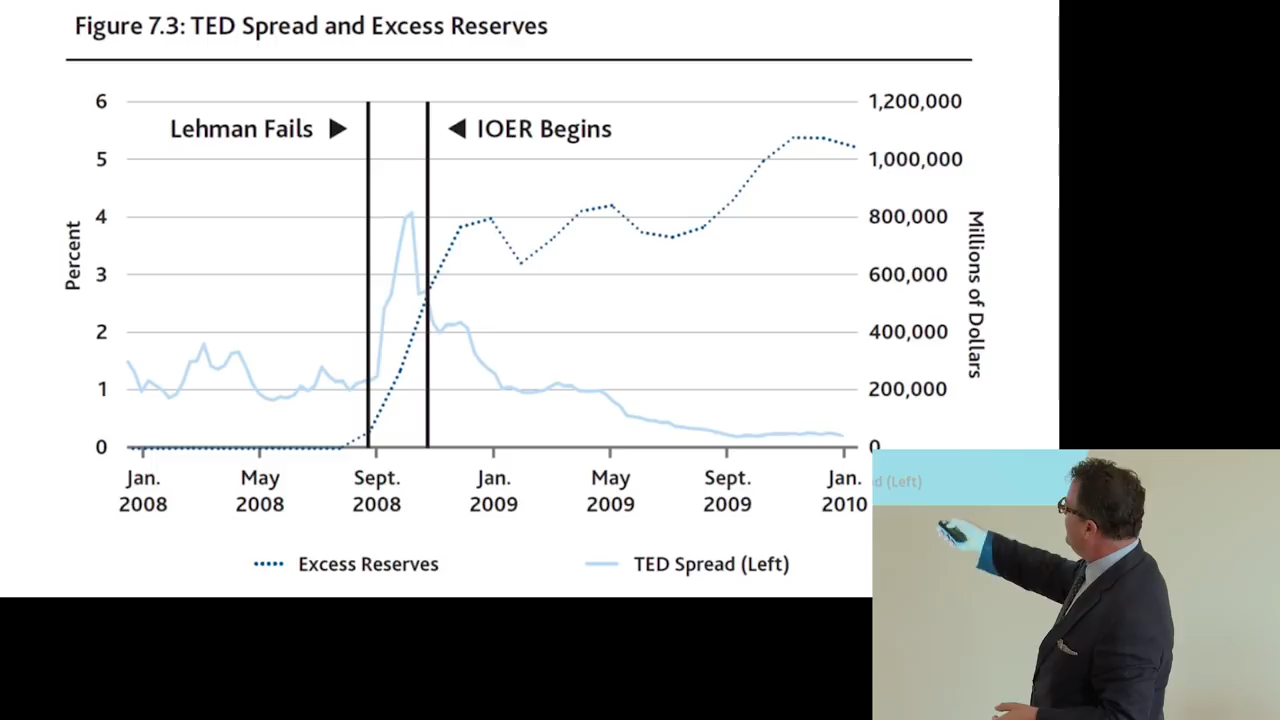 Figure 7.3: TED Spread and Excess Reserves
6 1,200,000
Lehman Fails ▶ ◀ IOER Begins
5 1,000,000
4 800,000
Percent
3 600,000
Millions of Dollars
2 400,000
1 200,000
0 0
Jan. May Sept. Jan. May Sept. Jan.
2008 2008 2008 2009 2009 2009 2010
d (Left)
Excess Reserves TED Spread (Left)